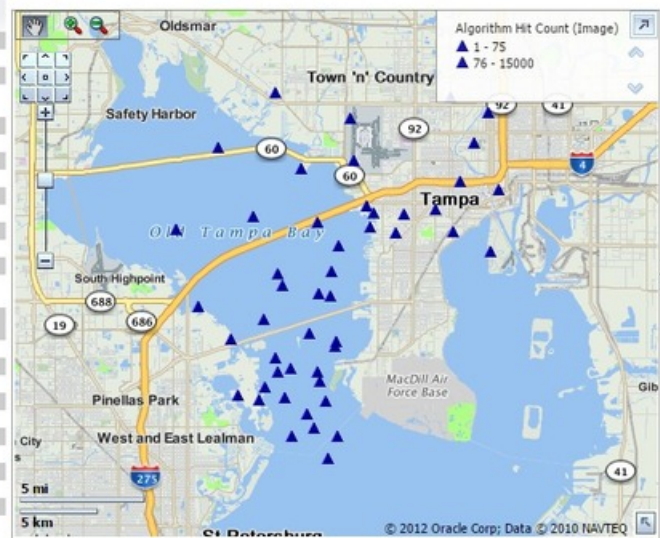 Oldsmar
Algorithm Hit Count (Image)
1 - 75
76 - 15000
Town 'n' Country
Safety Harbor
92
92
41
60
60
4
Tampa
Old Tampa Bay
South Highpoint
688
19
686
MacDill Air
Force Base
Pinellas Park
Gib
City
s
West and East Lealman
275
41
5 mi
5 km
St Petersburg
© 2012 Oracle Corp; Data © 2010 NAVTEQ